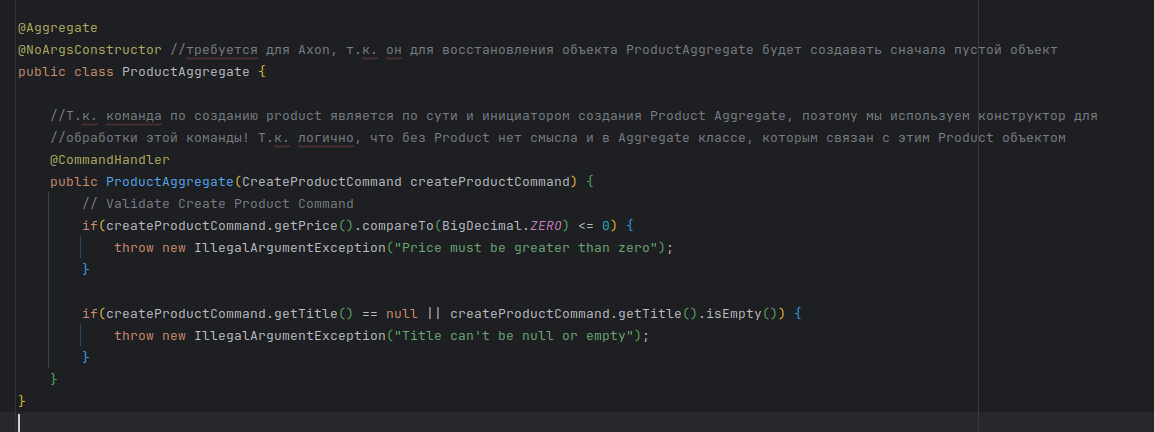 @Aggregate
@NoArgsConstructor //требуется для Axon, т.к. он для восстановления объекта ProductAggregate будет создавать сначала пустой объект
public class ProductAggregate {
//Т.к. команда по созданию product является по сути и инициатором создания Product Aggregate, поэтому мы используем конструктор для
//обработки этой команды! Т.к. логично, что без Product нет смысла и в Aggregate классе, которым связан с этим Product объектом
@CommandHandler
public ProductAggregate(CreateProductCommand createProductCommand) {
// Validate Create Product Command
if(createProductCommand.getPrice().compareTo(BigDecimal.ZERO) <= 0) {
throw new IllegalArgumentException("Price must be greater than zero");
}
if(createProductCommand.getTitle() == null || createProductCommand.getTitle().isEmpty()) {
throw new IllegalArgumentException("Title can't be null or empty");
}
}
}